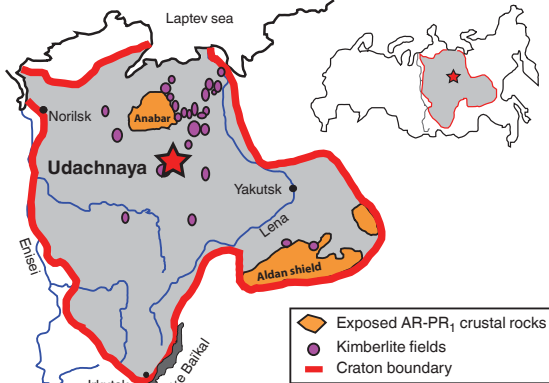 Laptev sea
Norilsk
Anabar
Udachnaya
Yakutsk
Lena
Enisei
Aldan shield
Baïkal
Exposed AR-PR₁ crustal rocks
Kimberlite fields
Craton boundary